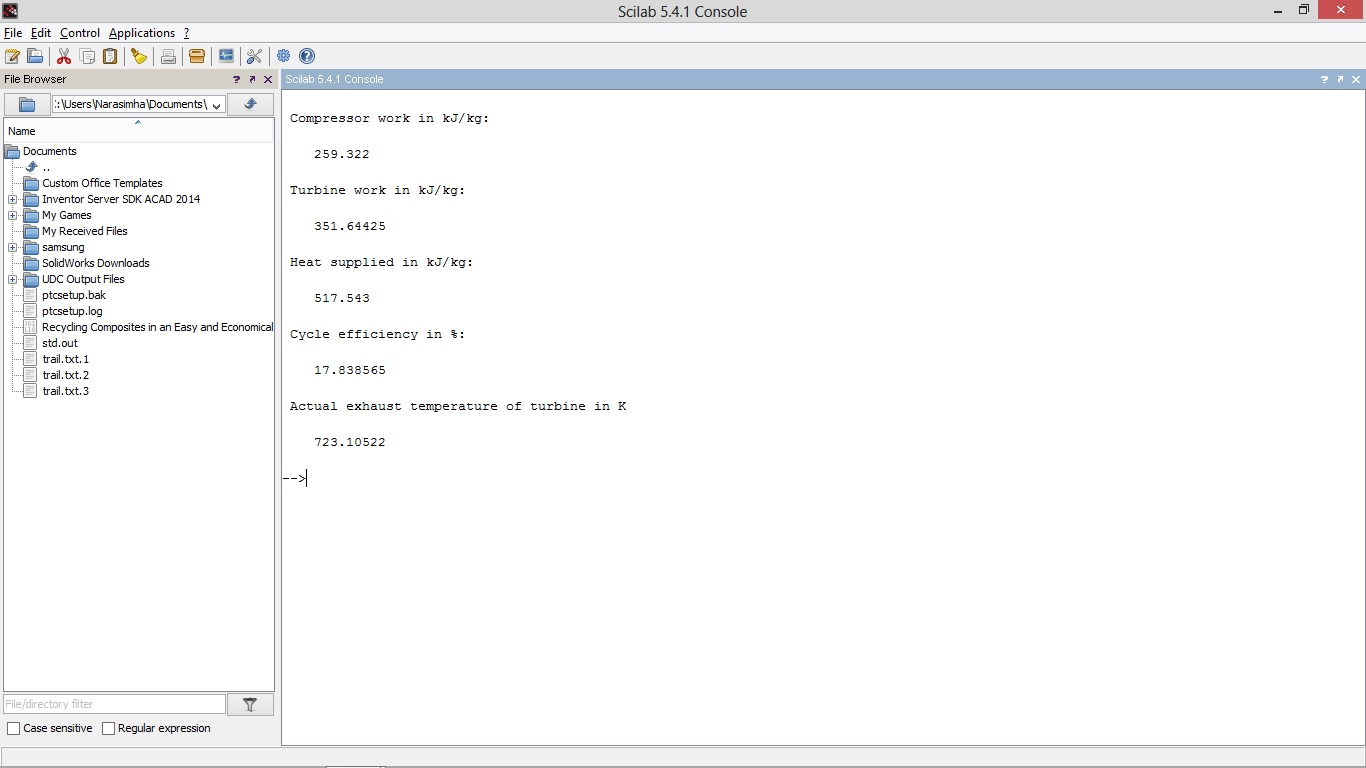 Scilab 5.4.1 Console
File Edit Control Applications ?
File Browser ? ↗ ✕
Scilab 5.4.1 Console ? ↗ ✕
:\Users\Narasimha\Documents\
Name
Documents
..
Custom Office Templates
Inventor Server SDK ACAD 2014
My Games
My Received Files
samsung
SolidWorks Downloads
UDC Output Files
ptcsetup.bak
ptcsetup.log
Recycling Composites in an Easy and Economical
std.out
trail.txt.1
trail.txt.2
trail.txt.3
File/directory filter
Case sensitive Regular expression
Compressor work in kJ/kg:
259.322
Turbine work in kJ/kg:
351.64425
Heat supplied in kJ/kg:
517.543
Cycle efficiency in %:
17.838565
Actual exhaust temperature of turbine in K
723.10522
-->